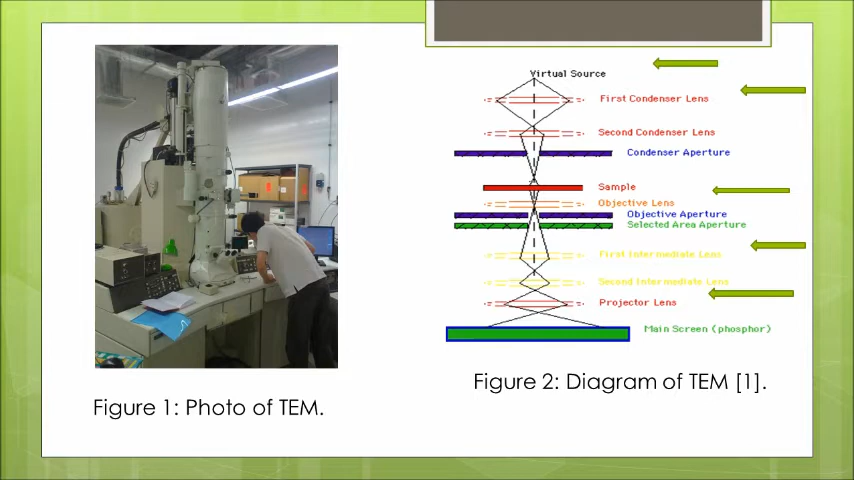 Virtual Source
First Condenser Lens
Second Condenser Lens
Condenser Aperture
Sample
Objective Lens
Objective Aperture
Selected Area Aperture
First Intermediate Lens
Second Intermediate Lens
Projector Lens
Main Screen (phosphor)
Figure 2: Diagram of TEM [1].
Figure 1: Photo of TEM.